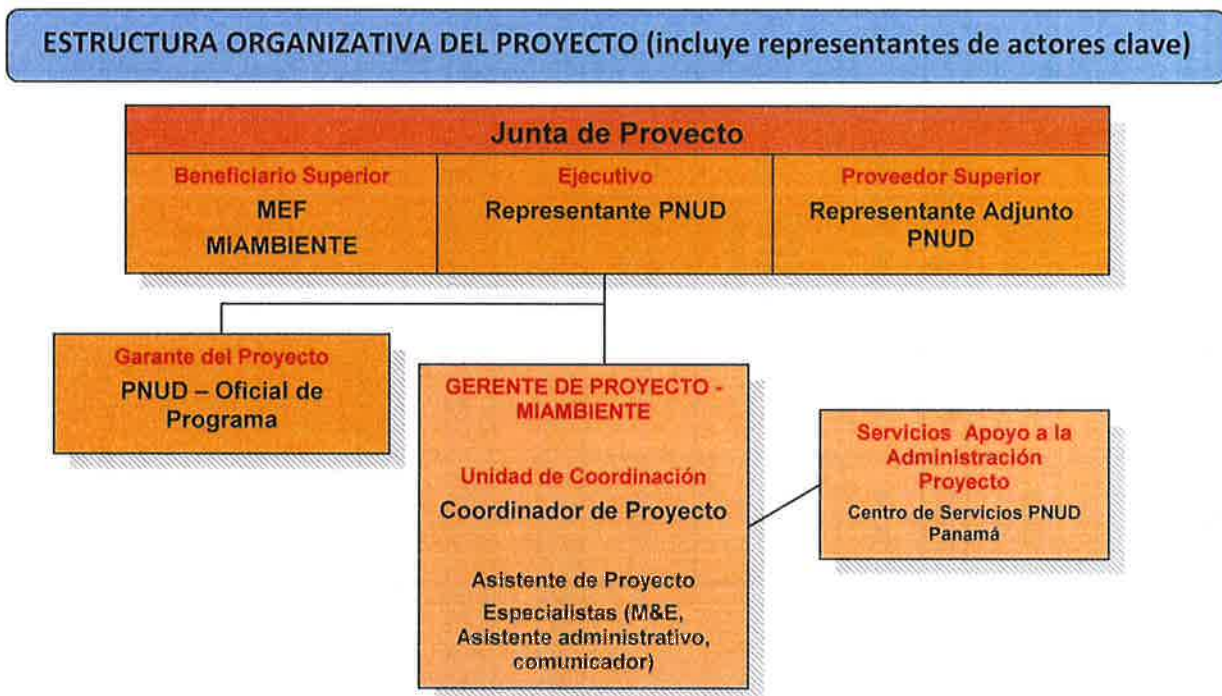 ESTRUCTURA ORGANIZATIVA DEL PROYECTO (incluye representantes de actores clave)
Junta de Proyecto
Beneficiario Superior
MEF
MIAMBIENTE
Ejecutivo
Representante PNUD
Proveedor Superior
Representante Adjunto
PNUD
Garante del Proyecto
PNUD – Oficial de
Programa
GERENTE DE PROYECTO -
MIAMBIENTE
Unidad de Coordinación
Coordinador de Proyecto
Asistente de Proyecto
Especialistas (M&E,
Asistente administrativo,
comunicador)
Servicios Apoyo a la
Administración
Proyecto
Centro de Servicios PNUD
Panamá